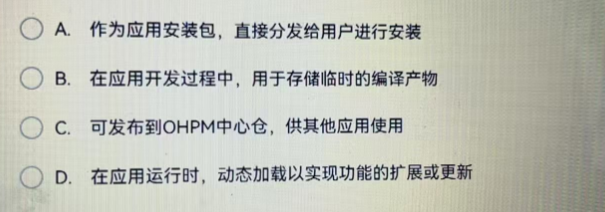 A. 作为应用安装包，直接分发给用户进行安装
B. 在应用开发过程中，用于存储临时的编译产物
C. 可发布到OHPM中心仓，供其他应用使用
D. 在应用运行时，动态加载以实现功能的扩展或更新